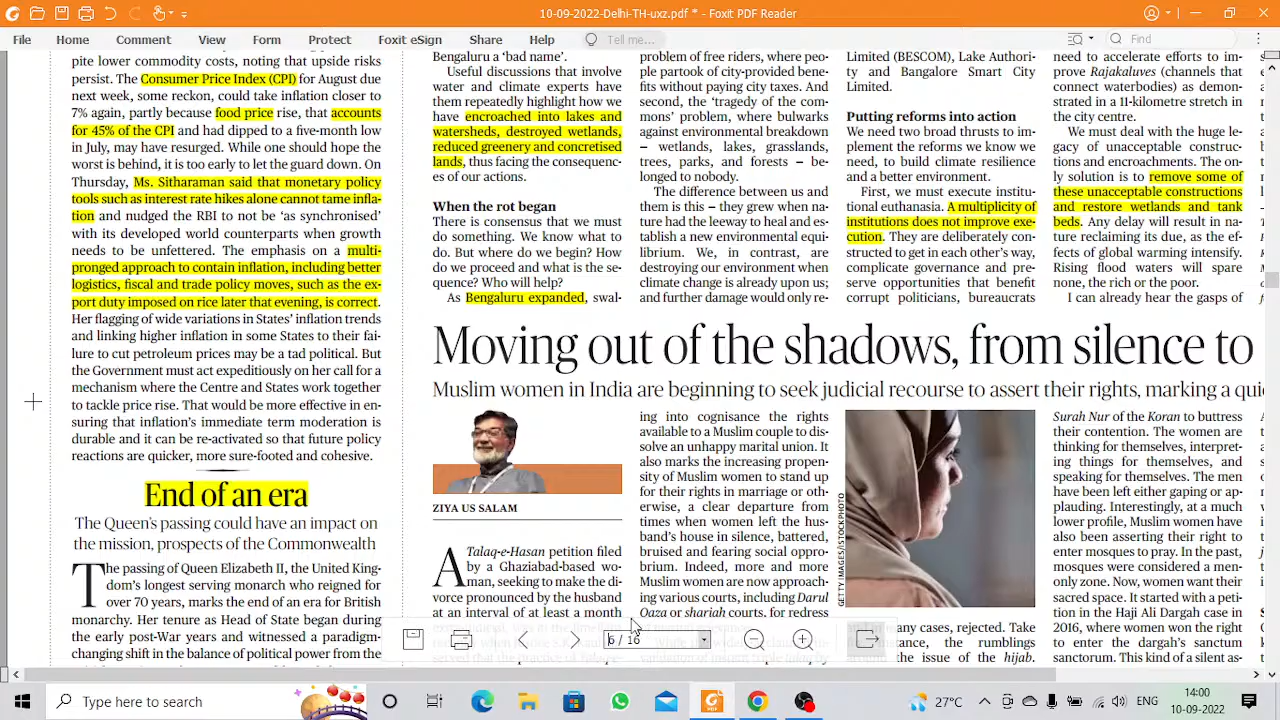 10-09-2022-Delhi-TH-uxz.pdf * - Foxit PDF Reader
File Home Comment View Form Protect Foxit eSign Share Help Tell me... Find
pite lower commodity costs, noting that upside risks
persist. The Consumer Price Index (CPI) for August due
next week, some reckon, could take inflation closer to
7% again, partly because food price rise, that accounts
for 45% of the CPI and had dipped to a five-month low
in July, may have resurged. While one should hope the
worst is behind, it is too early to let the guard down. On
Thursday, Ms. Sitharaman said that monetary policy
tools such as interest rate hikes alone cannot tame infla-
tion and nudged the RBI to not be ‘as synchronised’
with its developed world counterparts when growth
needs to be unfettered. The emphasis on a multi-
pronged approach to contain inflation, including better
logistics, fiscal and trade policy moves, such as the ex-
port duty imposed on rice later that evening, is correct.
Her flagging of wide variations in States’ inflation trends
and linking higher inflation in some States to their fai-
lure to cut petroleum prices may be a tad political. But
the Government must act expeditiously on her call for a
mechanism where the Centre and States work together
to tackle price rise. That would be more effective in en-
suring that inflation’s immediate term moderation is
durable and it can be re-activated so that future policy
reactions are quicker, more sure-footed and cohesive.
End of an era
The Queen’s passing could have an impact on
the mission, prospects of the Commonwealth
The passing of Queen Elizabeth II, the United King-
dom’s longest serving monarch who reigned for
over 70 years, marks the end of an era for British
monarchy. Her tenure as Head of State began during
the early post-War years and witnessed a paradigm-
changing shift in the balance of political power from the
Bengaluru a ‘bad name’.
Useful discussions that involve
water and climate experts have
them repeatedly highlight how we
have encroached into lakes and
watersheds, destroyed wetlands,
reduced greenery and concretised
lands, thus facing the consequenc-
es of our actions.
When the rot began
There is consensus that we must
do something. We know what to
do. But where do we begin? How
do we proceed and what is the se-
quence? Who will help?
As Bengaluru expanded, swal-
problem of free riders, where peo-
ple partook of city-provided bene-
fits without paying city taxes. And
second, the ‘tragedy of the com-
mons’ problem, where bulwarks
against environmental breakdown
– wetlands, lakes, grasslands,
trees, parks, and forests – be-
longed to nobody.
The difference between us and
them is this – they grew when na-
ture had the leeway to heal and es-
tablish a new environmental equi-
librium. We, in contrast, are
destroying our environment when
climate change is already upon us;
and further damage would only re-
Limited (BESCOM), Lake Authori-
ty and Bangalore Smart City
Limited.
Putting reforms into action
We need two broad thrusts to im-
plement the reforms we know we
need, to build climate resilience
and a better environment.
First, we must execute institu-
tional euthanasia. A multiplicity of
institutions does not improve exe-
cution. They are deliberately con-
structed to get in each other’s way,
complicate governance and pre-
serve opportunities that benefit
corrupt politicians, bureaucrats
need to accelerate efforts to im-
prove Rajakaluves (channels that
connect waterbodies) as demon-
strated in a 11-kilometre stretch in
the city centre.
We must deal with the huge le-
gacy of unacceptable construc-
tions and encroachments. The on-
ly solution is to remove some of
these unacceptable constructions
and restore wetlands and tank
beds. Any delay will result in na-
ture reclaiming its due, as the ef-
fects of global warming intensify.
Rising flood waters will spare
none, the rich or the poor.
I can already hear the gasps of
Moving out of the shadows, from silence to
Muslim women in India are beginning to seek judicial recourse to assert their rights, marking a qui
ZIYA US SALAM
A Talaq-e-Hasan petition filed
by a Ghaziabad-based wo-
man, seeking to make the di-
vorce pronounced by the husband
at an interval of at least a month
ing into cognisance the rights
available to a Muslim couple to dis-
solve an unhappy marital union. It
also marks the increasing propen-
sity of Muslim women to stand up
for their rights in marriage or oth-
erwise, a clear departure from
times when women left the hus-
band’s house in silence, battered,
bruised and fearing social oppro-
brium. Indeed, more and more
Muslim women are now approach-
ing various courts, including Darul
Qaza or shariah courts, for redress
GETTY IMAGES/ISTOCKPHOTO
many cases, rejected. Take
instance, the rumblings
the issue of the hijab.
Surah Nur of the Koran to buttress
their contention. The women are
thinking for themselves, interpret-
ing things for themselves, and
speaking for themselves. The men
have been left either gaping or ap-
plauding. Interestingly, at a much
lower profile, Muslim women have
also been asserting their right to
enter mosques to pray. In the past,
mosques were considered a men-
only zone. Now, women want their
sacred space within the mosque.
It started with a peti-
tion in the Haji Ali Dargah case in
2016, where women won the right
to enter the dargah’s sanctum
sanctorum. This kind of a silent as-
6 / 16
Type here to search
27°C ENG 14:00
10-09-2022